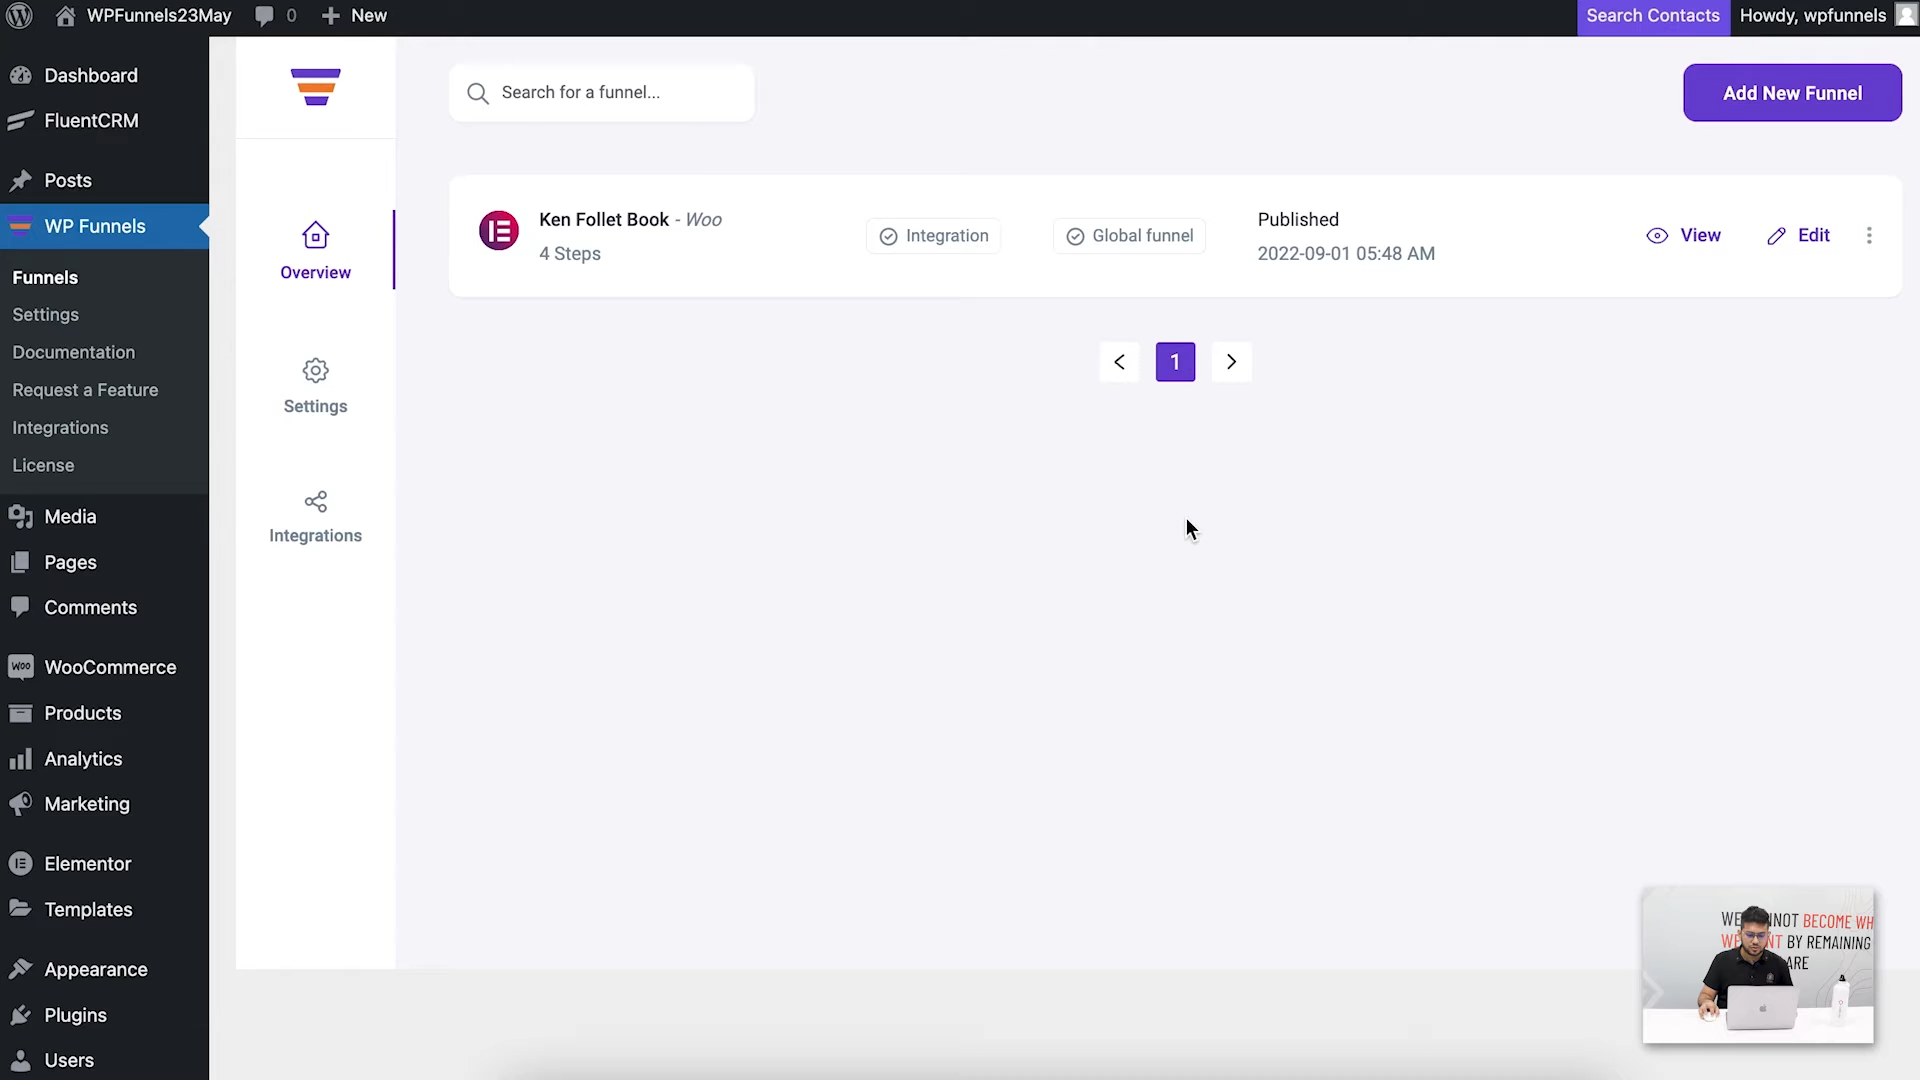 WPFunnels23May
0
New
Search Contacts
Howdy, wpfunnels
Dashboard
FluentCRM
Posts
WP Funnels
Funnels
Settings
Documentation
Request a Feature
Integrations
License
Media
Pages
Comments
Woo
WooCommerce
Products
Analytics
Marketing
Elementor
Templates
Appearance
Plugins
Users
Overview
Settings
Integrations
Search for a funnel...
Add New Funnel
Ken Follet Book - Woo
4 Steps
Integration
Global funnel
Published
2022-09-01 05:48 AM
View
Edit
1
BECOME WH
BY REMAINING